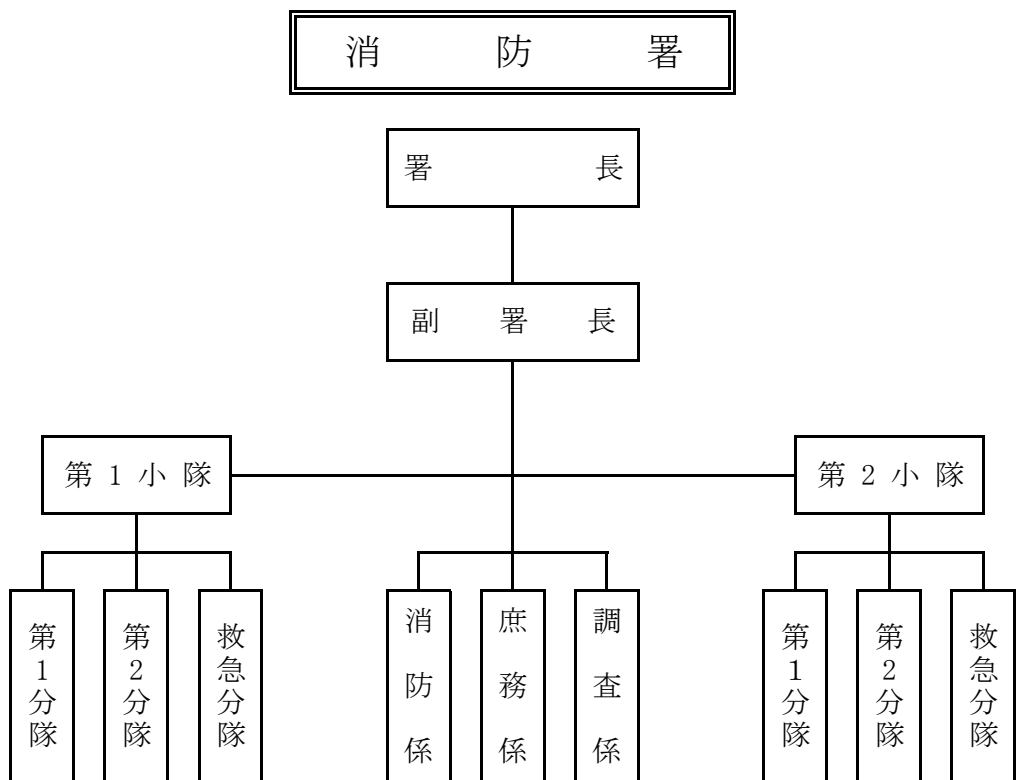 消防署
署長
副署長
第1小隊
第2小隊
第1分隊
第2分隊
救急分隊
消防係
庶務係
調査係
第1分隊
第2分隊
救急分隊